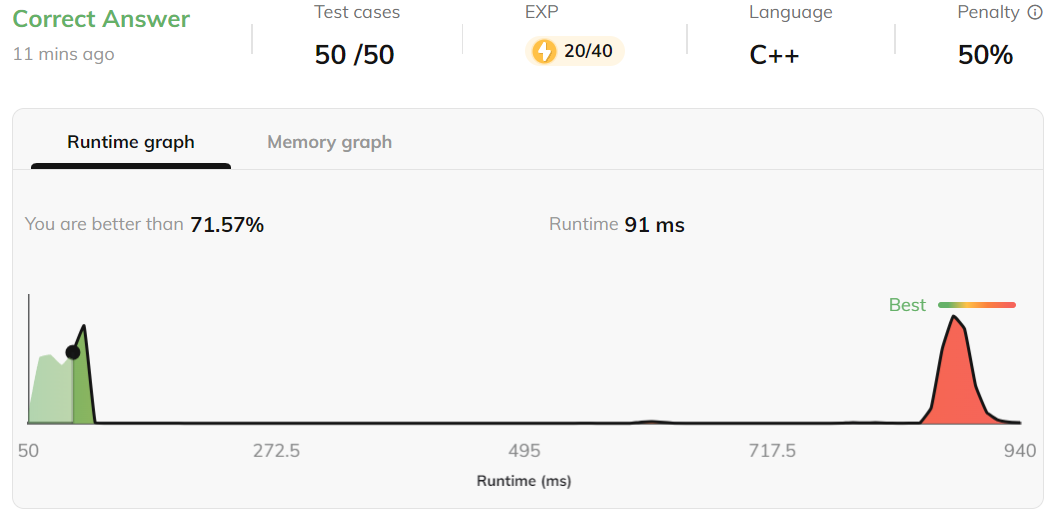 Correct Answer
11 mins ago
Test cases
50 /50
EXP
20/40
Language
C++
Penalty
50%
Runtime graph
Memory graph
You are better than 71.57%
Runtime 91 ms
Best
50 272.5 495 717.5 940
Runtime (ms)